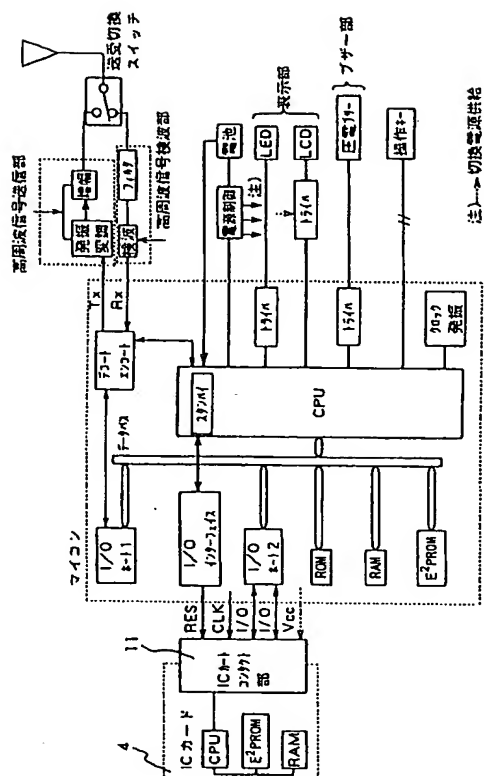 マイコン
高周波信号送信部
送受切換
スイッチ
増幅
発振
変調
フィルタ
検波
高周波信号検波部
Tx
Rx
デコード
エンコード
データバス
I/O
ポート1
スタンバイ
CPU
I/O
インターフェイス
I/O
ポート2
ROM
RAM
E²PROM
電池
電源制御
注)
表示部
LED
LCD
ドライバ
ドライバ
ドライバ
ブザー部
圧電ブザー
操作キー
クロック
発振
注)---→切換電源供給
RES
CLK
I/O
I/O
Vcc
11
ICカード
コンタクト
部
4
ICカード
CPU
E²PROM
RAM